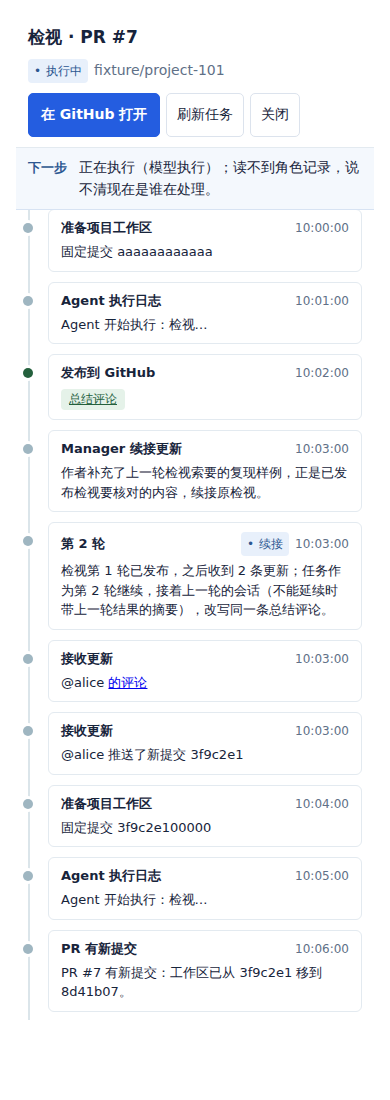 检视 · PR #7
• 执行中 fixture/project-101
在 GitHub 打开 刷新任务 关闭
下一步 正在执行（模型执行）；读不到角色记录，说
不清现在是谁在处理。
准备项目工作区 10:00:00
固定提交 aaaaaaaaaaaa
Agent 执行日志 10:01:00
Agent 开始执行：检视…
发布到 GitHub 10:02:00
总结评论
Manager 续接更新 10:03:00
作者补充了上一轮检视索要的复现样例，正是已发
布检视要核对的内容，续接原检视。
第 2 轮 • 续接 10:03:00
检视第 1 轮已发布，之后收到 2 条更新；任务作
为第 2 轮继续，接着上一轮的会话（不能延续时
带上一轮结果的摘要），改写同一条总结评论。
接收更新 10:03:00
@alice 的评论
接收更新 10:03:00
@alice 推送了新提交 3f9c2e1
准备项目工作区 10:04:00
固定提交 3f9c2e100000
Agent 执行日志 10:05:00
Agent 开始执行：检视…
PR 有新提交 10:06:00
PR #7 有新提交：工作区已从 3f9c2e1 移到
8d41b07。